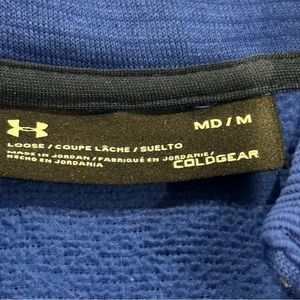 MD / M
LOOSE / COUPE LÂCHE / SUELTO
MADE IN JORDAN / FABRIQUÉ EN JORDANIE /
HECHO EN JORDANIA
COLDGEAR